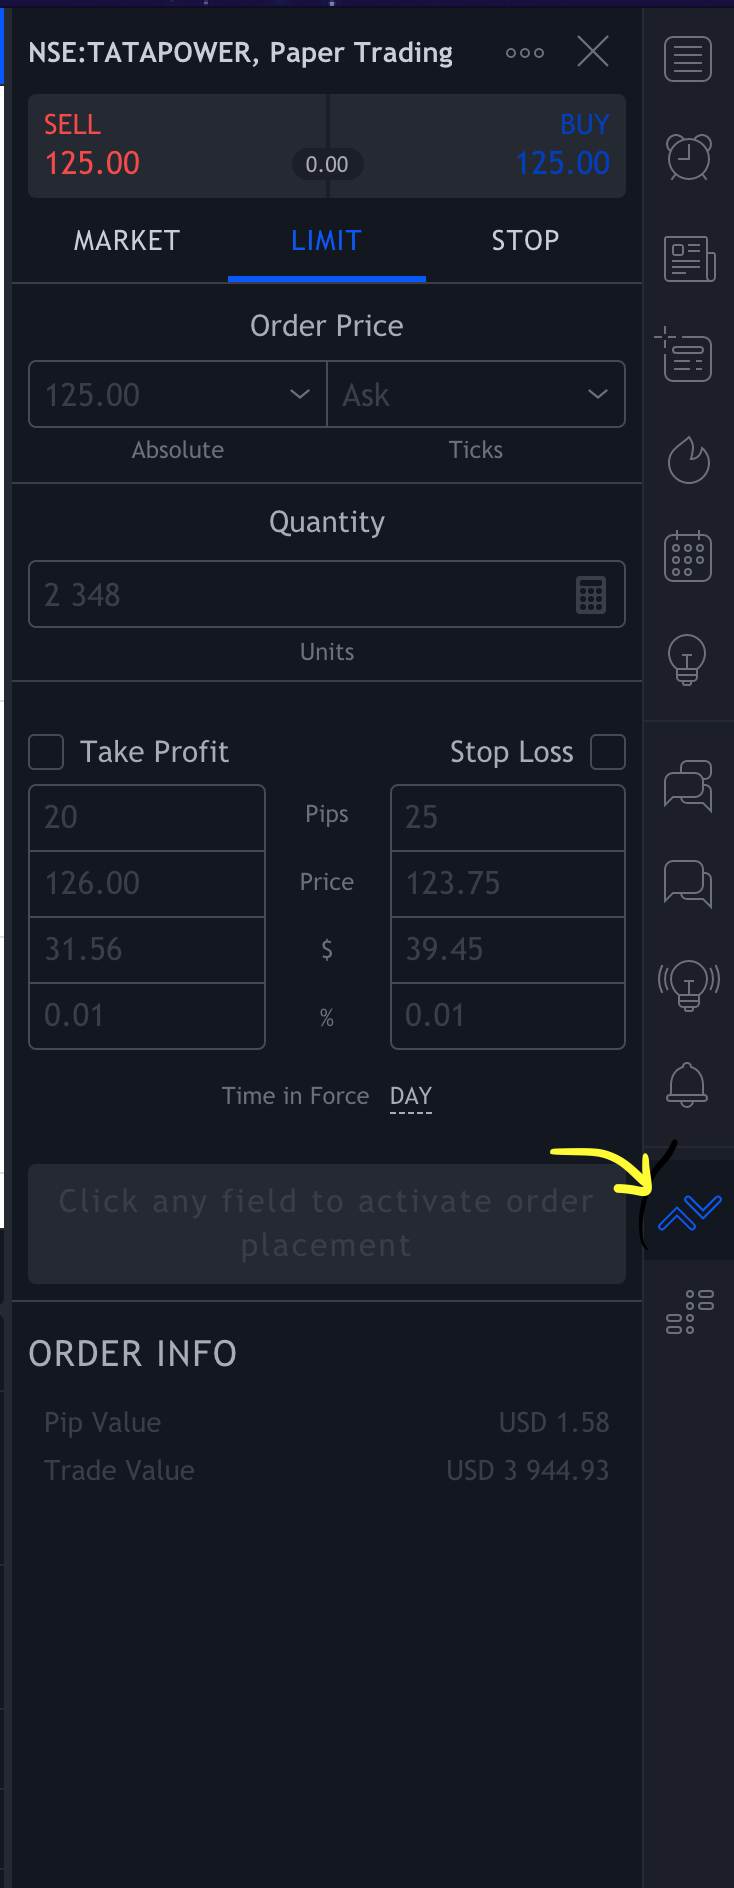 NSE:TATAPOWER, Paper Trading
SELL
BUY
125.00
0.00
125.00
MARKET
LIMIT
STOP
Order Price
125.00
Ask
Absolute
Ticks
Quantity
2 348
Units
Take Profit
Stop Loss
20
Pips
25
126.00
Price
123.75
31.56
$
39.45
0.01
%
0.01
Time in Force DAY
Click any field to activate order
placement
ORDER INFO
Pip Value
USD 1.58
Trade Value
USD 3 944.93